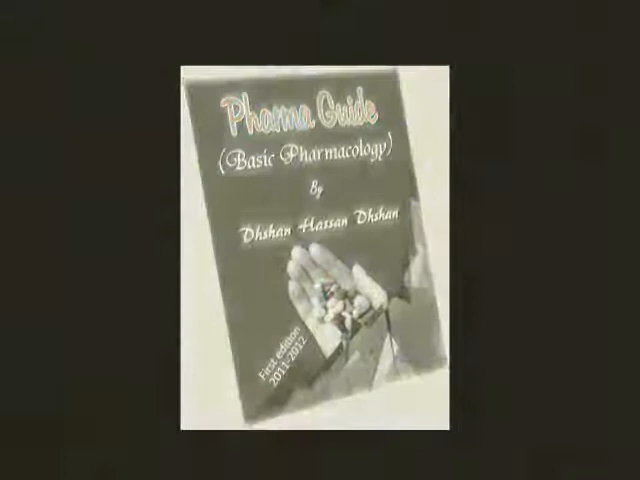 Pharma Guide
(Basic Pharmacology)
By
Dhshan Hassan Dhshan
First edition
2011-2012